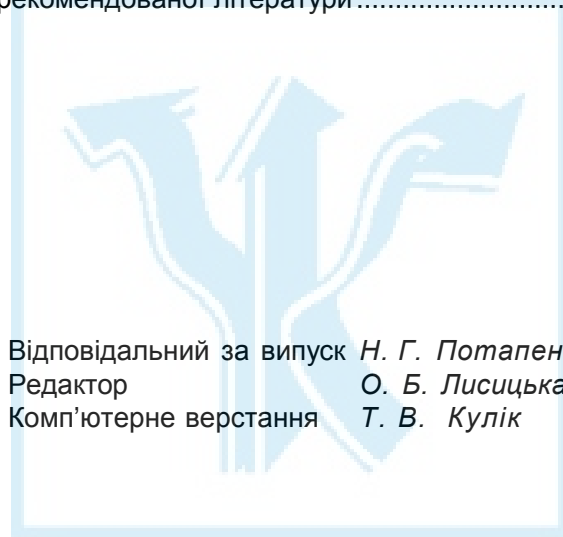 рекомендованої літератури............................
Відповідальний за випуск Н. Г. Потапен
Редактор О. Б. Лисицька
Комп’ютерне верстання Т. В. Кулік